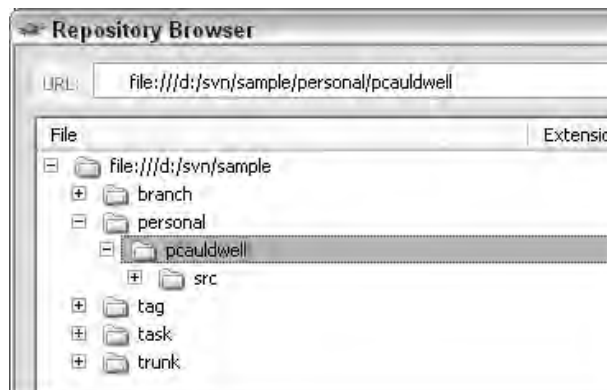 Repository Browser
URL: file:///d:/svn/sample/personal/pcauldwell
File Extensio
file:///d:/svn/sample
branch
personal
pcauldwell
src
tag
task
trunk